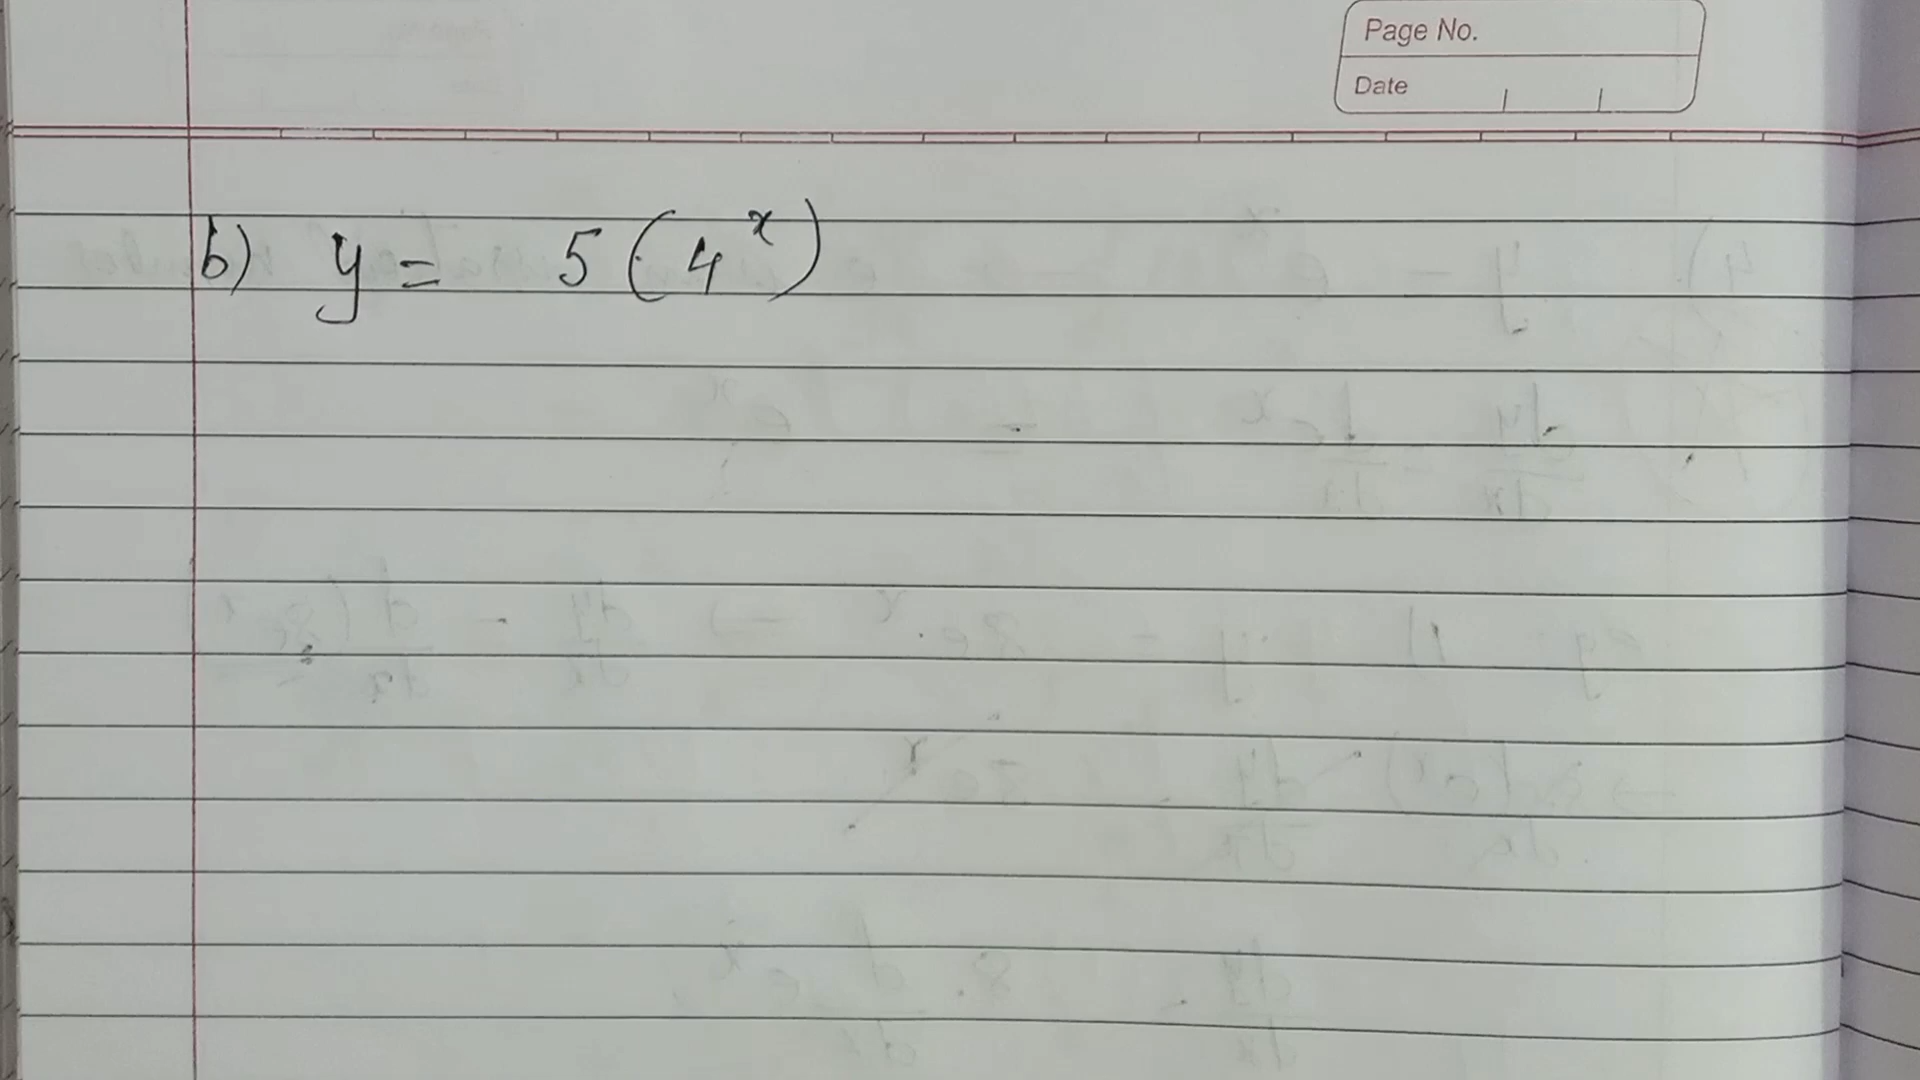 Page No.
Date
b) y = 5 (4^x)